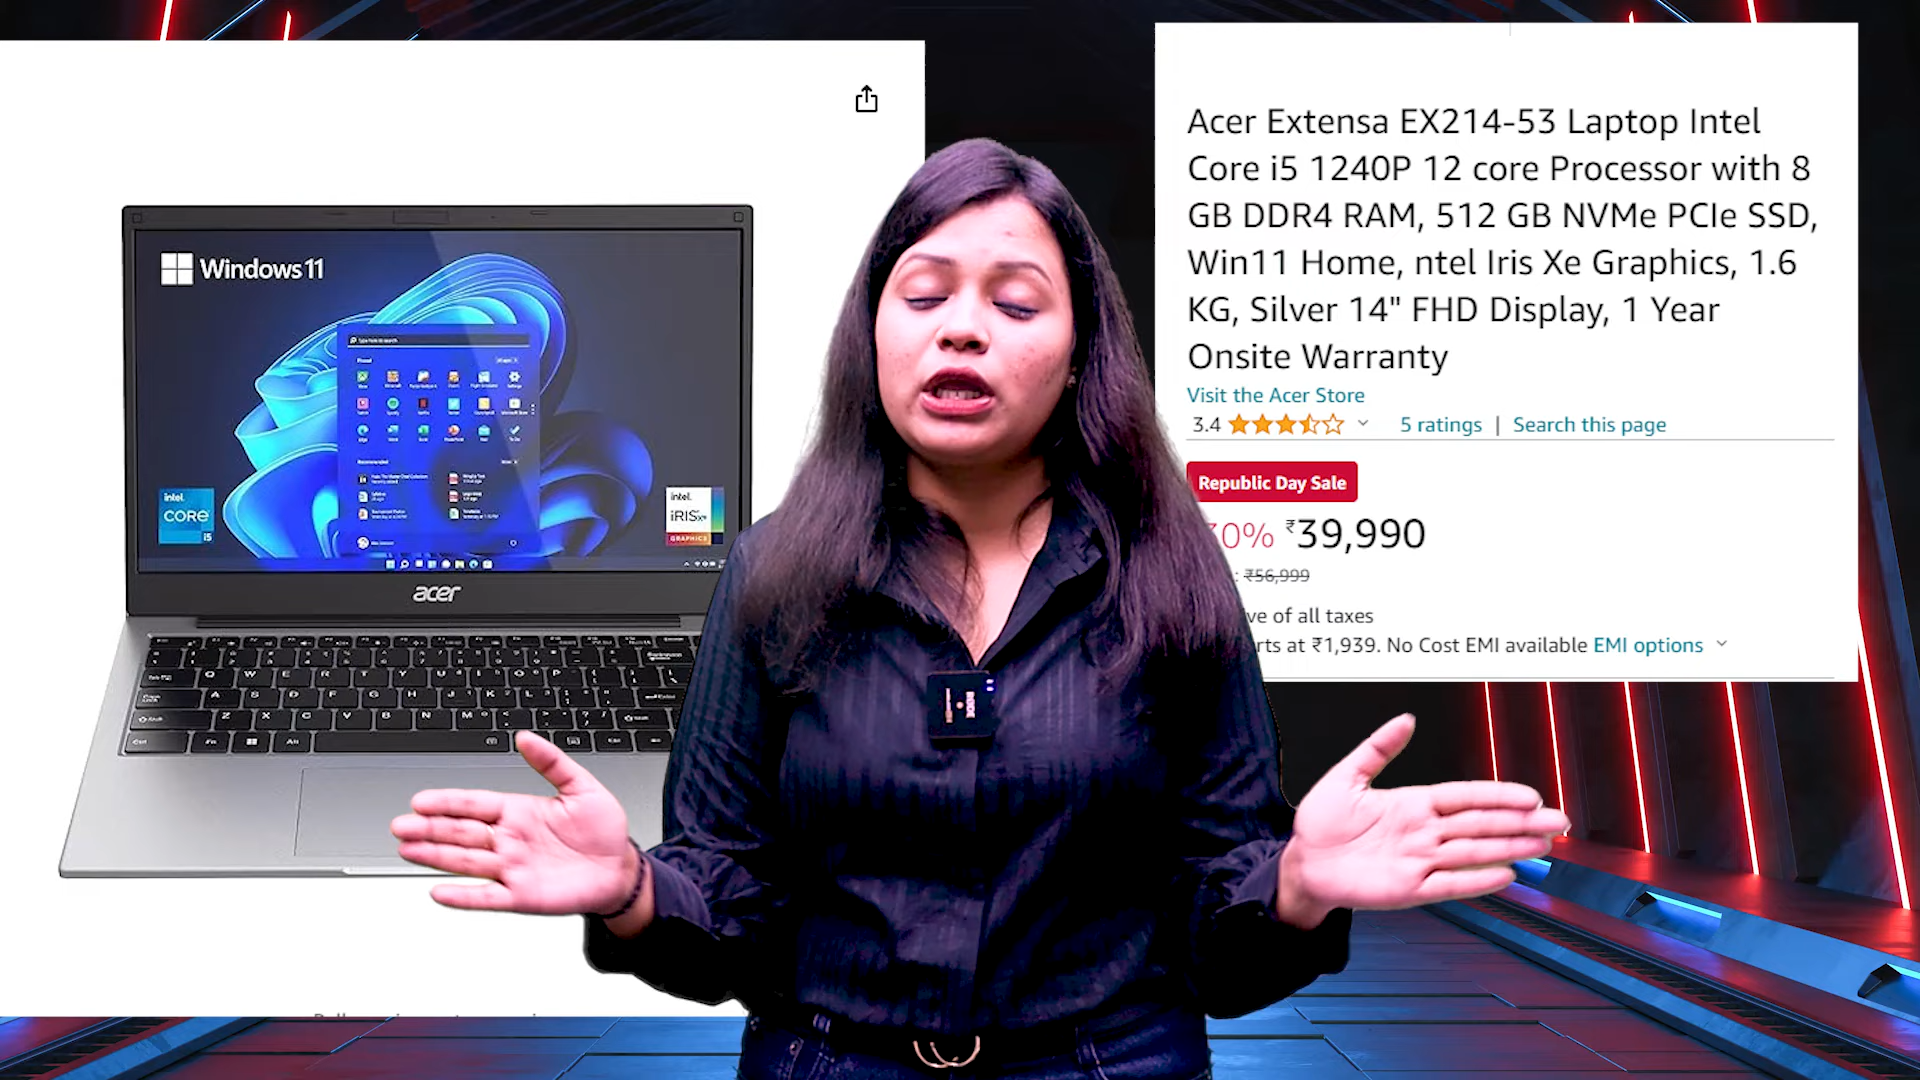 Windows 11
intel.
CORE
i5
intel.
iRIS xe
GRAPHICS
acer
Acer Extensa EX214-53 Laptop Intel
Core i5 1240P 12 core Processor with 8
GB DDR4 RAM, 512 GB NVMe PCIe SSD,
Win11 Home, ntel Iris Xe Graphics, 1.6
KG, Silver 14" FHD Display, 1 Year
Onsite Warranty
Visit the Acer Store
3.4
5 ratings | Search this page
Republic Day Sale
0% ₹39,990
: ₹56,999
ve of all taxes
rts at ₹1,939. No Cost EMI available EMI options
RODE